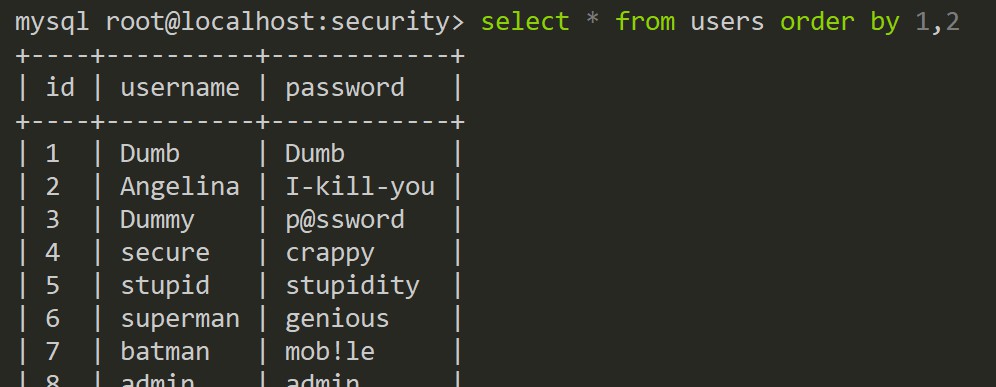 mysql root@localhost:security> select * from users order by 1,2
+----+----------+------------+
| id | username | password   |
+----+----------+------------+
| 1  | Dumb     | Dumb       |
| 2  | Angelina | I-kill-you |
| 3  | Dummy    | p@ssword   |
| 4  | secure   | crappy     |
| 5  | stupid   | stupidity  |
| 6  | superman | genious    |
| 7  | batman   | mob!le     |
| 8  | admin    | admin      |